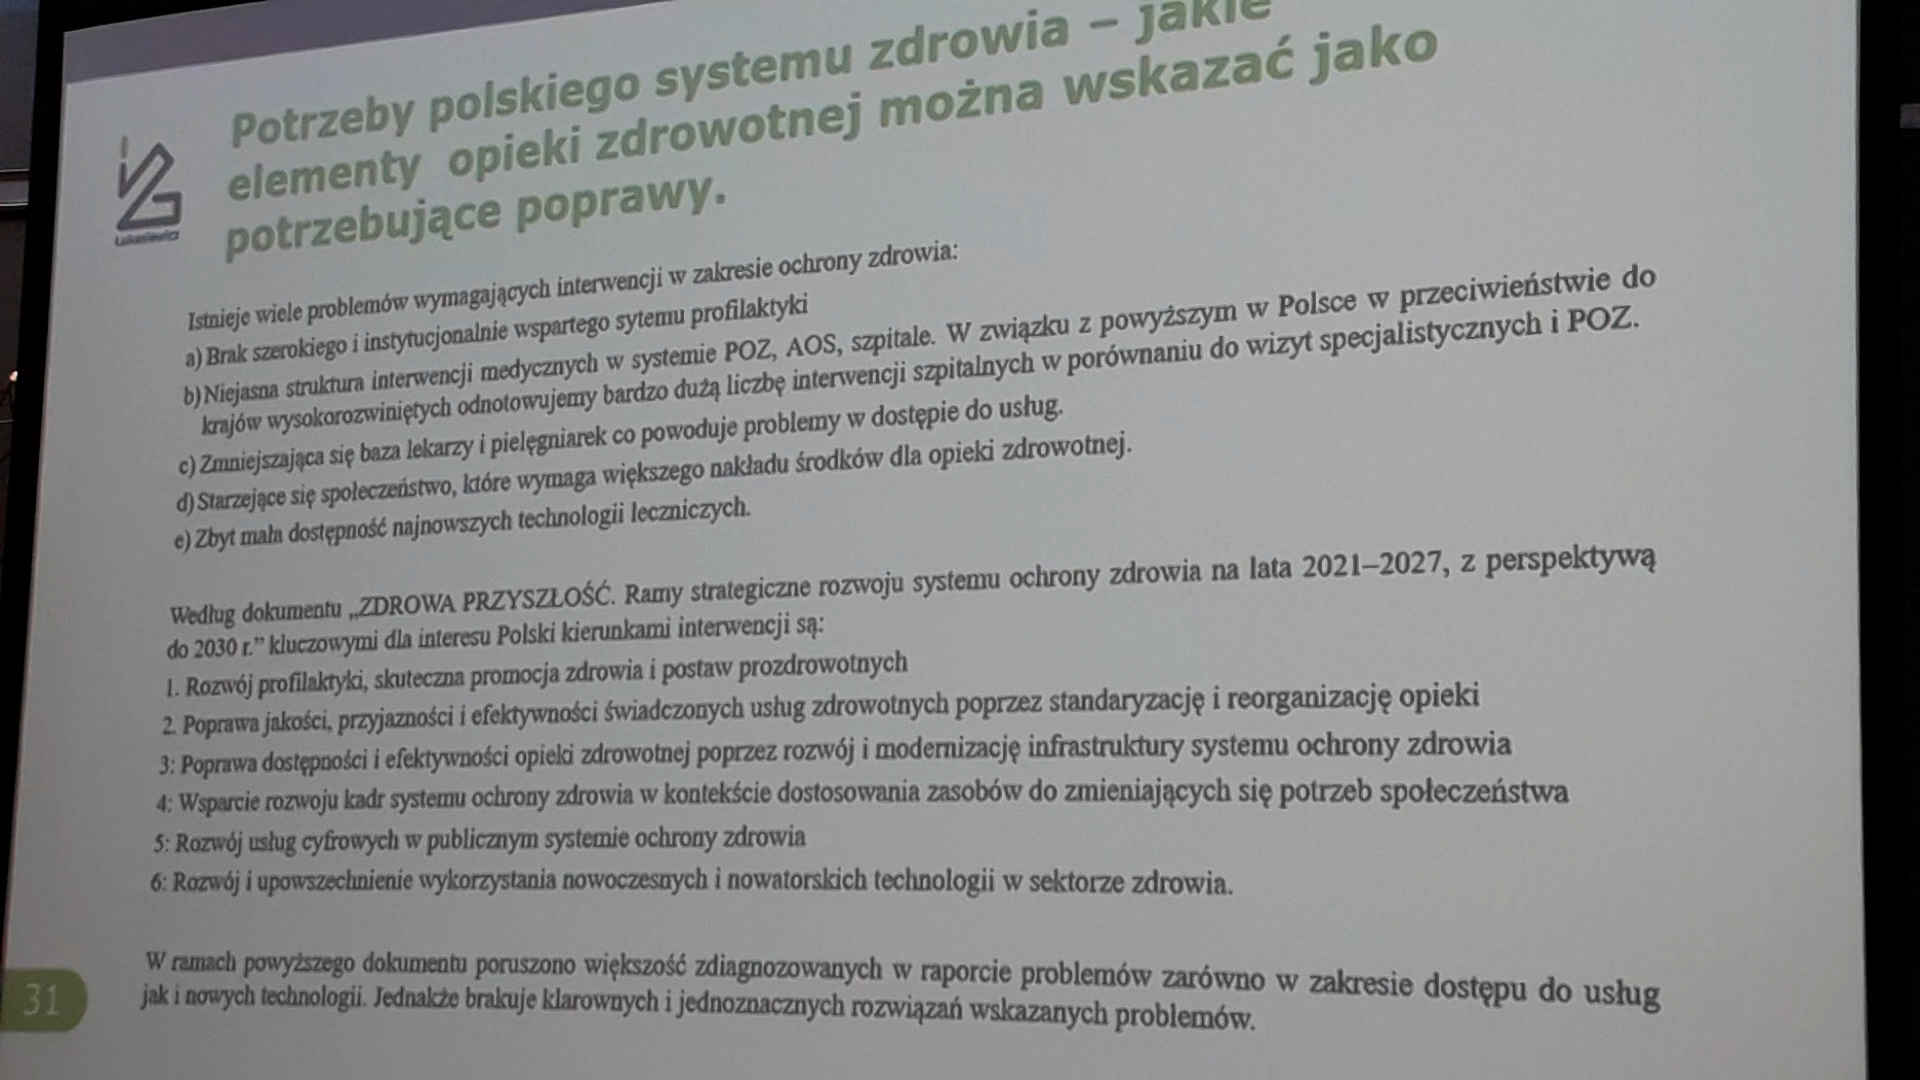 Potrzeby polskiego systemu zdrowia – jakie
elementy opieki zdrowotnej można wskazać jako
potrzebujące poprawy.
Łukasiewicz
Istnieje wiele problemów wymagających interwencji w zakresie ochrony zdrowia:
a) Brak szerokiego i instytucjonalnie wspartego sytemu profilaktyki
b) Niejasna struktura interwencji medycznych w systemie POZ, AOS, szpitale. W związku z powyższym w Polsce w przeciwieństwie do
krajów wysokorozwiniętych odnotowujemy bardzo dużą liczbę interwencji szpitalnych w porównaniu do wizyt specjalistycznych i POZ.
c) Zmniejszająca się baza lekarzy i pielęgniarek co powoduje problemy w dostępie do usług.
d) Starzejące się społeczeństwo, które wymaga większego nakładu środków dla opieki zdrowotnej.
e) Zbyt mała dostępność najnowszych technologii leczniczych.
Według dokumentu „ZDROWA PRZYSZŁOŚĆ. Ramy strategiczne rozwoju systemu ochrony zdrowia na lata 2021–2027, z perspektywą
do 2030 r.” kluczowymi dla interesu Polski kierunkami interwencji są:
1. Rozwój profilaktyki, skuteczna promocja zdrowia i postaw prozdrowotnych
2. Poprawa jakości, przyjazności i efektywności świadczonych usług zdrowotnych poprzez standaryzację i reorganizację opieki
3: Poprawa dostępności i efektywności opieki zdrowotnej poprzez rozwój i modernizację infrastruktury systemu ochrony zdrowia
4: Wsparcie rozwoju kadr systemu ochrony zdrowia w kontekście dostosowania zasobów do zmieniających się potrzeb społeczeństwa
5: Rozwój usług cyfrowych w publicznym systemie ochrony zdrowia
6: Rozwój i upowszechnienie wykorzystania nowoczesnych i nowatorskich technologii w sektorze zdrowia.
W ramach powyższego dokumentu poruszono większość zdiagnozowanych w raporcie problemów zarówno w zakresie dostępu do usług
jak i nowych technologii. Jednakże brakuje klarownych i jednoznacznych rozwiązań wskazanych problemów.
31